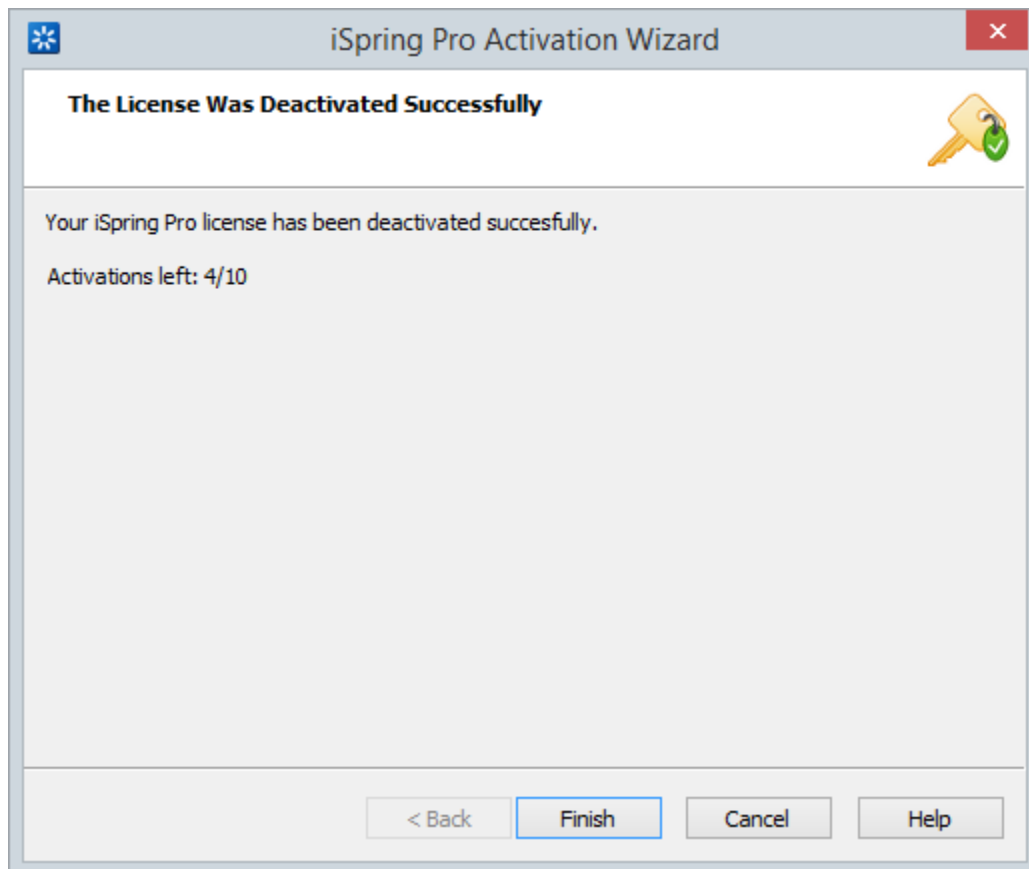 iSpring Pro Activation Wizard
The License Was Deactivated Successfully
Your iSpring Pro license has been deactivated succesfully.
Activations left: 4/10
< Back
Finish
Cancel
Help